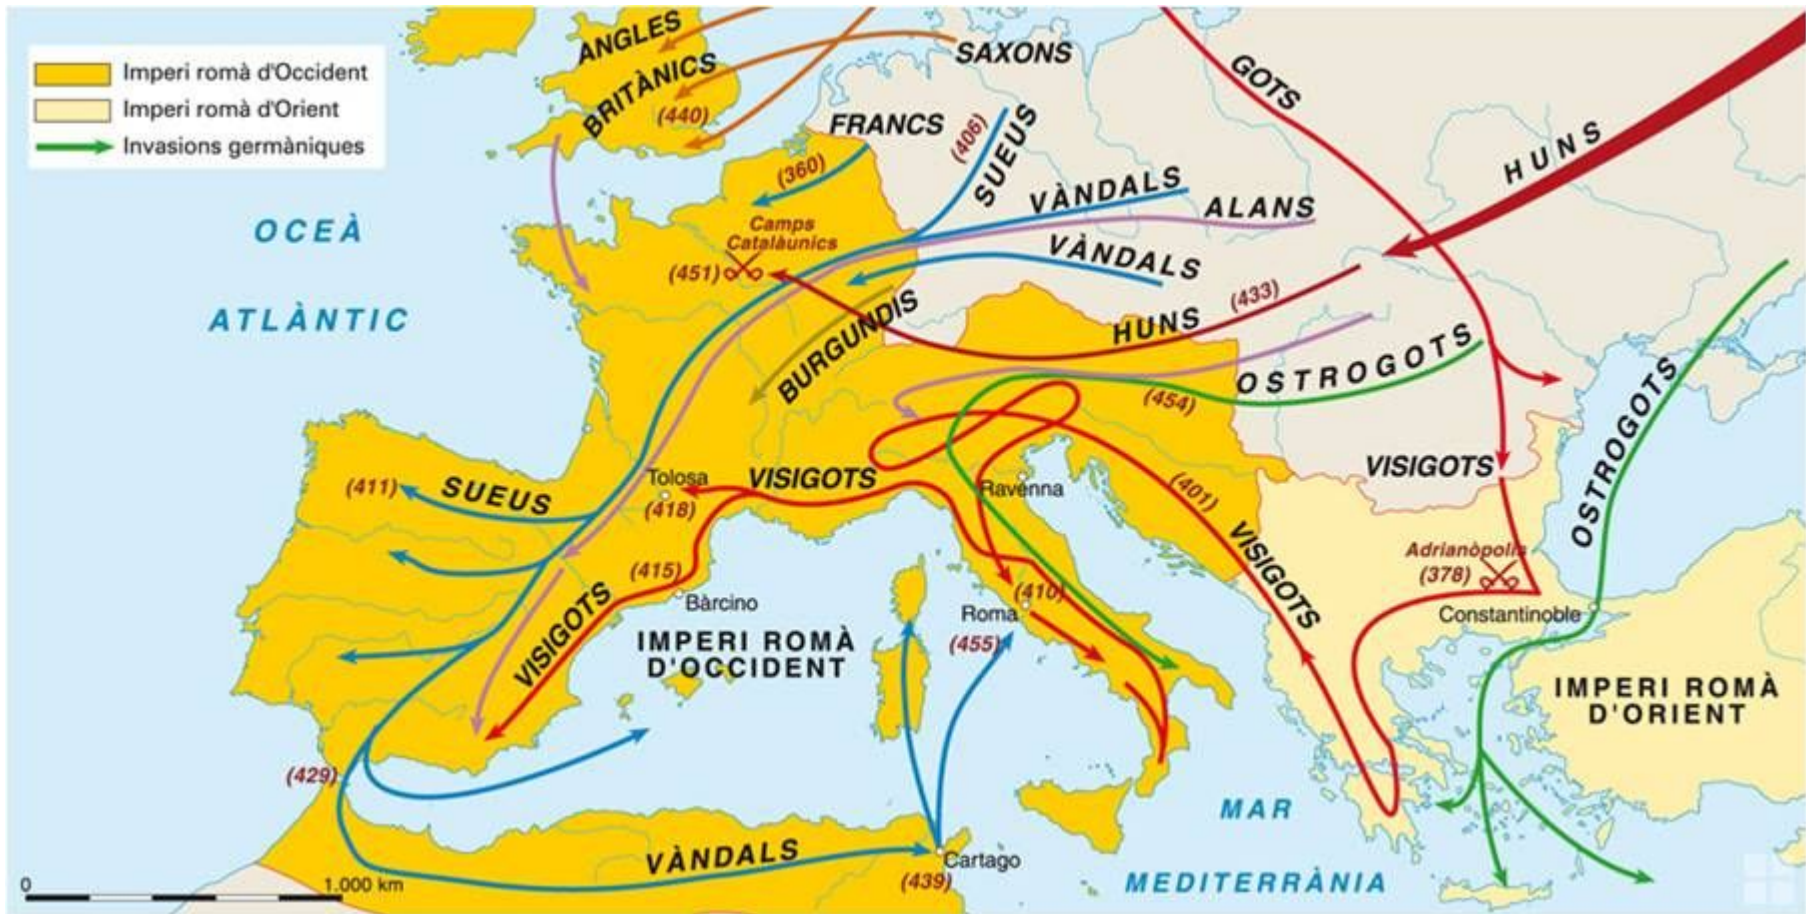 Imperi romà d'Occident
Imperi romà d'Orient
Invasions germàniques
ANGLES
BRITÀNICS
(440)
SAXONS
FRANCS
(360)
(406)
SUEUS
GOTS
HUNS
VÀNDALS
ALANS
VÀNDALS
Camps
Catalàunics
(451)
OCEÀ
ATLÀNTIC
BURGUNDIS
HUNS
(433)
OSTROGOTS
(454)
OSTROGOTS
VISIGOTS
(411)
SUEUS
Tolosa
(418)
VISIGOTS
Ravenna
(401)
VISIGOTS
Adrianòpolis
(378)
Constantinoble
(415)
Bàrcino
VISIGOTS
IMPERI ROMÀ
D'OCCIDENT
Roma
(410)
(455)
IMPERI ROMÀ
D'ORIENT
(429)
VÀNDALS
Cartago
(439)
MAR
MEDITERRÀNIA
0
1.000 km